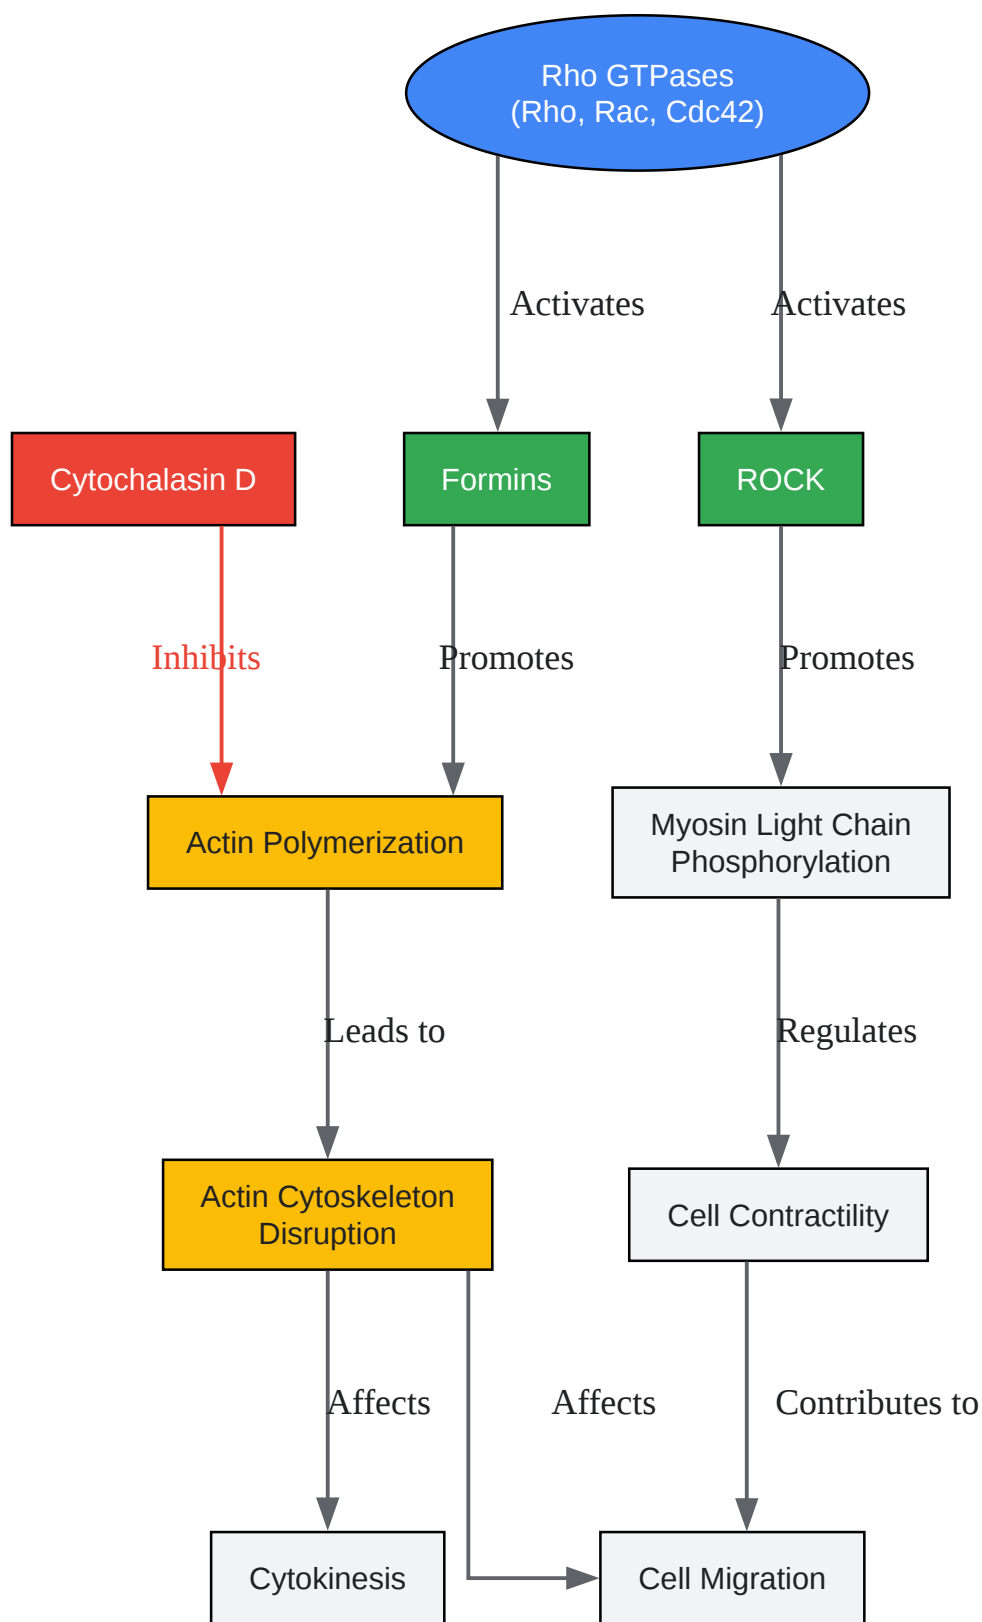 Rho GTPases
(Rho, Rac, Cdc42)
Activates
Activates
Cytochalasin D
Formins
ROCK
Inhibits
Promotes
Promotes
Actin Polymerization
Myosin Light Chain
Phosphorylation
Leads to
Regulates
Actin Cytoskeleton
Disruption
Cell Contractility
Affects
Affects
Contributes to
Cytokinesis
Cell Migration